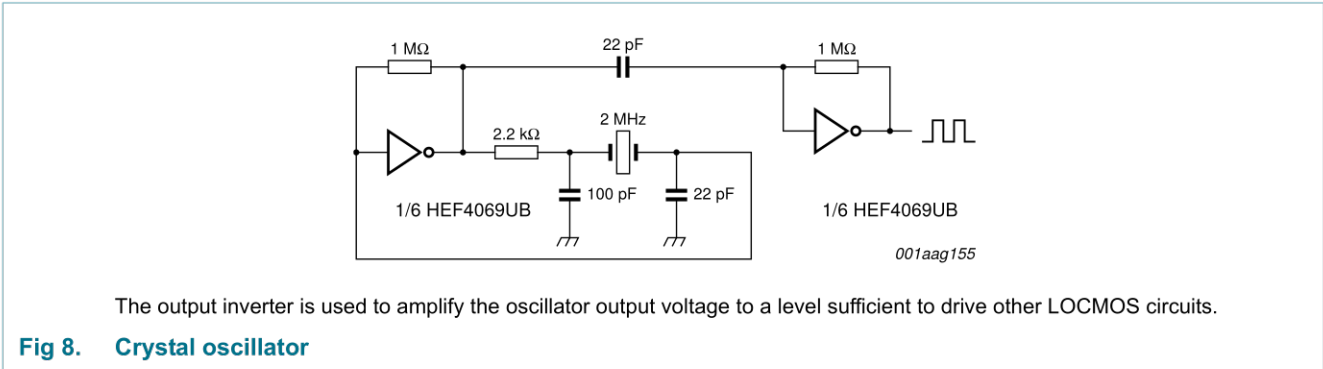 1 MΩ
22 pF
1 MΩ
2 MHz
2.2 kΩ
100 pF
22 pF
1/6 HEF4069UB
1/6 HEF4069UB
001aag155
The output inverter is used to amplify the oscillator output voltage to a level sufficient to drive other LOCMOS circuits.
Fig 8. Crystal oscillator